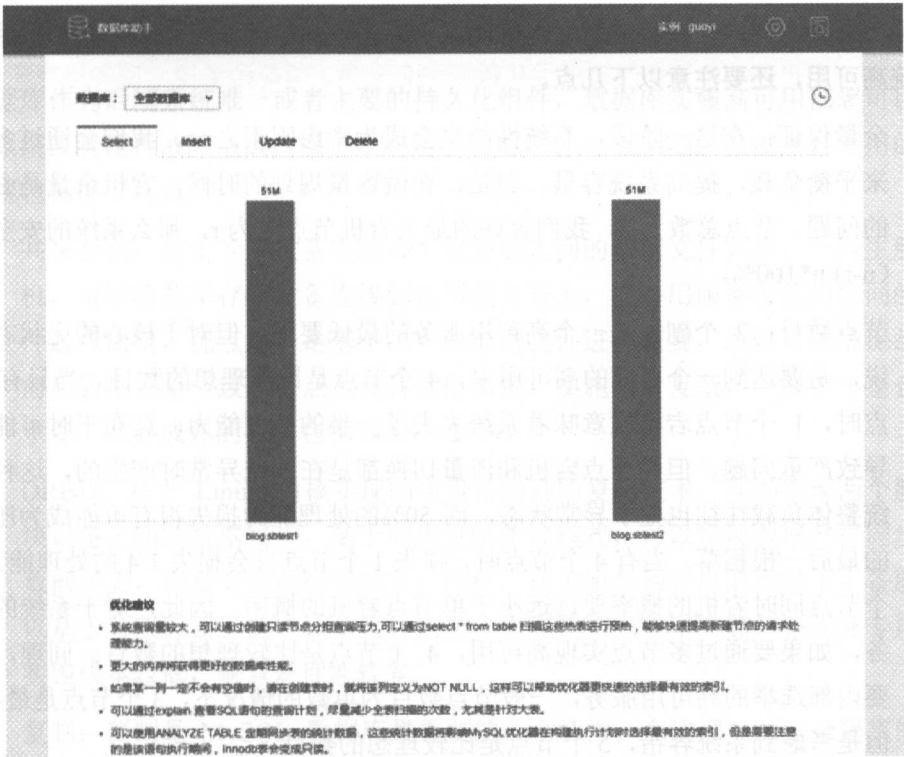 数据库助手
实例 guoyi
数据库： 全部数据库
Select Insert Update Delete
51M 51M
blog.sbtest1 blog.sbtest2
优化建议
• 系统查询量较大，可以通过创建只读节点分担查询压力,可以通过select * from table 扫描这些热表进行预热，能够快速提高新建节点的请求处
理能力。
• 更大的内存将获得更好的数据库性能。
• 如果某一列一定不会有空值时，请在创建表时，就将该列定义为NOT NULL，这样可以帮助优化器更快速的选择最有效的索引。
• 可以通过explain 查看SQL语句的查询计划，尽量减少全表扫描的次数，尤其是针对大表。
• 可以使用ANALYZE TABLE 定期同步表的统计数据，这些统计数据将影响MySQL优化器在构建执行计划时选择最有效的索引，但是需要注意
的是该语句执行期间，innodb表会变成只读。